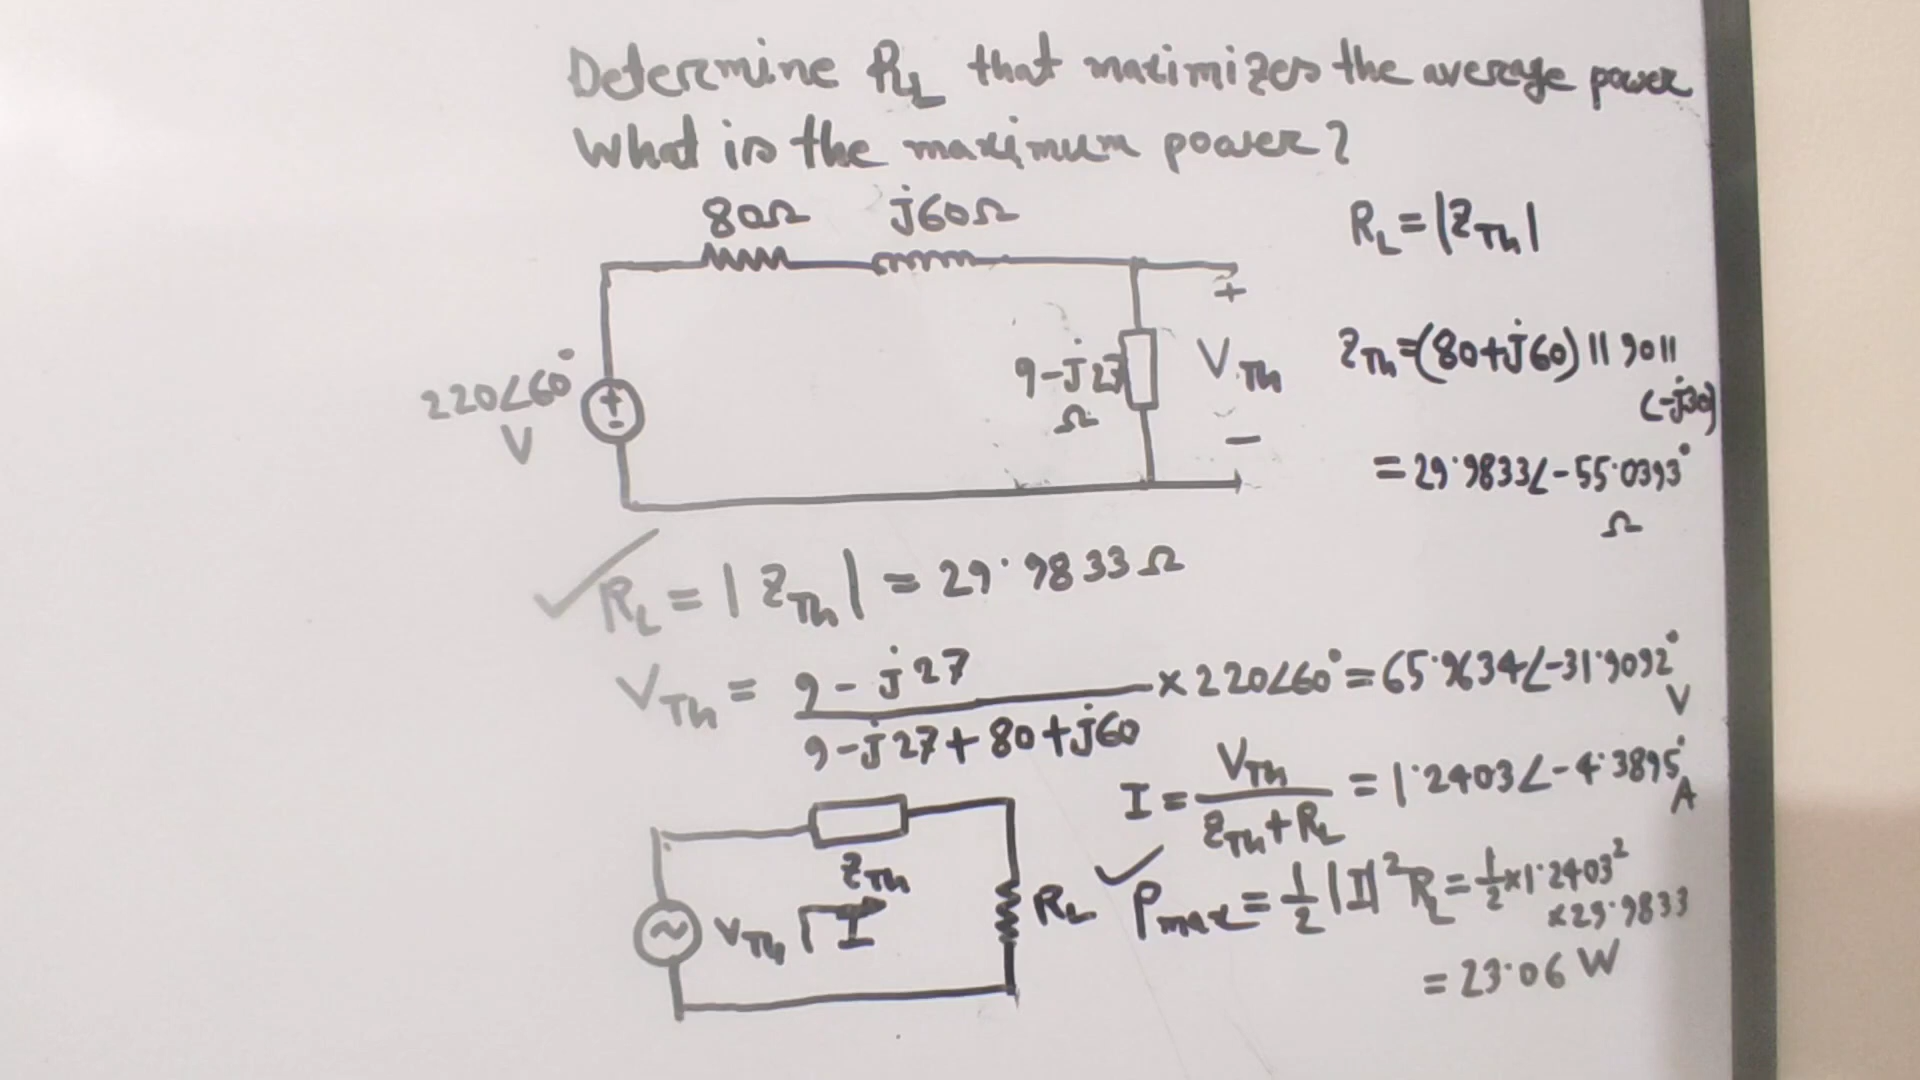 Determine RL that maximizes the average power
What is the maximum power?
80Ω j60Ω
220∠60° V
9-j27 Ω
+
VTh
-
RL = |ZTh|
ZTh = (80+j60) || 90 || (-j30)
= 29.9833∠-55.0393° Ω
RL = |ZTh| = 29.9833 Ω
VTh = (9-j27)/(9-j27+80+j60) × 220∠60° = 65.9634∠-31.9092° V
ZTh
VTh I
RL
I = VTh/(ZTh+RL) = 1.2403∠-4.3895° A
Pmax = 1/2 |I|² RL = 1/2 × 1.2403² × 29.9833
= 23.06 W